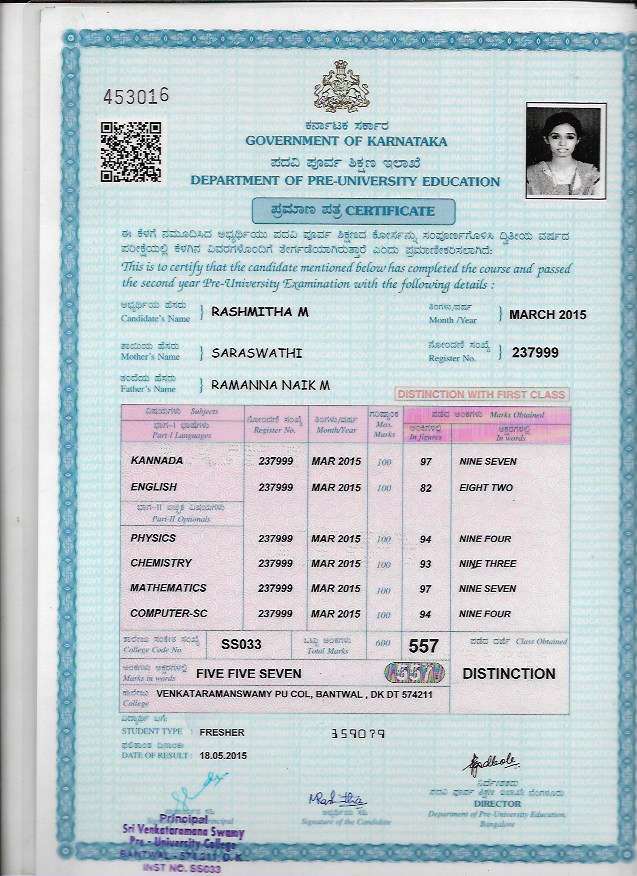 453016
ಕರ್ನಾಟಕ ಸರ್ಕಾರ
GOVERNMENT OF KARNATAKA
ಪದವಿ ಪೂರ್ವ ಶಿಕ್ಷಣ ಇಲಾಖೆ
DEPARTMENT OF PRE-UNIVERSITY EDUCATION
ಪ್ರಮಾಣ ಪತ್ರ CERTIFICATE
ಈ ಕೆಳಗೆ ನಮೂದಿಸಿದ ಅಭ್ಯರ್ಥಿಯು ಪದವಿ ಪೂರ್ವ ಶಿಕ್ಷಣದ ಕೋರ್ಸನ್ನು ಸಂಪೂರ್ಣಗೊಳಿಸಿ ದ್ವಿತೀಯ ವರ್ಷದ
ಪರೀಕ್ಷೆಯಲ್ಲಿ ಕೆಳಗಿನ ವಿವರಗಳೊಂದಿಗೆ ತೇರ್ಗಡೆಯಾಗಿರುತ್ತಾರೆ ಎಂದು ಪ್ರಮಾಣೀಕರಿಸಲಾಗಿದೆ:
This is to certify that the candidate mentioned below has completed the course and passed
the second year Pre-University Examination with the following details :
ಅಭ್ಯರ್ಥಿಯ ಹೆಸರು ತಿಂಗಳು/ವರ್ಷ
Candidate's Name } RASHMITHA M Month /Year } MARCH 2015
ತಾಯಿಯ ಹೆಸರು ನೋಂದಣಿ ಸಂಖ್ಯೆ
Mother's Name } SARASWATHI Register No. } 237999
ತಂದೆಯ ಹೆಸರು
Father's Name } RAMANNA NAIK M
DISTINCTION WITH FIRST CLASS
ವಿಷಯಗಳು Subjects ನೋಂದಣಿ ಸಂಖ್ಯೆ Register No. ತಿಂಗಳು/ವರ್ಷ Month/Year ಗರಿಷ್ಠಾಂಕ Max. Marks ಪಡೆದ ಅಂಕಗಳು Marks Obtained
ಭಾಗ-I ಭಾಷೆಗಳು Part-I Languages ಅಂಕಿಗಳಲ್ಲಿ In figures ಅಕ್ಷರಗಳಲ್ಲಿ In words
KANNADA 237999 MAR 2015 100 97 NINE SEVEN
ENGLISH 237999 MAR 2015 100 82 EIGHT TWO
ಭಾಗ-II ಐಚ್ಛಿಕ ವಿಷಯಗಳು
Part-II Optionals
PHYSICS 237999 MAR 2015 100 94 NINE FOUR
CHEMISTRY 237999 MAR 2015 100 93 NINE THREE
MATHEMATICS 237999 MAR 2015 100 97 NINE SEVEN
COMPUTER-SC 237999 MAR 2015 100 94 NINE FOUR
ಕಾಲೇಜು ಸಂಕೇತ ಸಂಖ್ಯೆ College Code No SS033 ಒಟ್ಟು ಅಂಕಗಳು Total Marks 600 557 ಪಡೆದ ದರ್ಜೆ Class Obtained
ಅಂಕಗಳು ಅಕ್ಷರಗಳಲ್ಲಿ
Marks in words FIVE FIVE SEVEN 557 DISTINCTION
ಕಾಲೇಜು
College VENKATARAMANSWAMY PU COL, BANTWAL , DK DT 574211
ವಿದ್ಯಾರ್ಥಿ ಬಗೆ
STUDENT TYPE : FRESHER 359079
ಫಲಿತಾಂಶ ದಿನಾಂಕ
DATE OF RESULT : 18.05.2015
ನಿರ್ದೇಶಕರು
ಪದವಿ ಪೂರ್ವ ಶಿಕ್ಷಣ ಇಲಾಖೆ ಬೆಂಗಳೂರು
DIRECTOR
Department of Pre-University Education,
Bangalore
ಅಭ್ಯರ್ಥಿಯ ಸಹಿ
Signature of the Candidate
Principal
Sri Venkataramana Swamy
Pre - University College
BANTWAL - 574 211, D. K.
INST NO. SS033